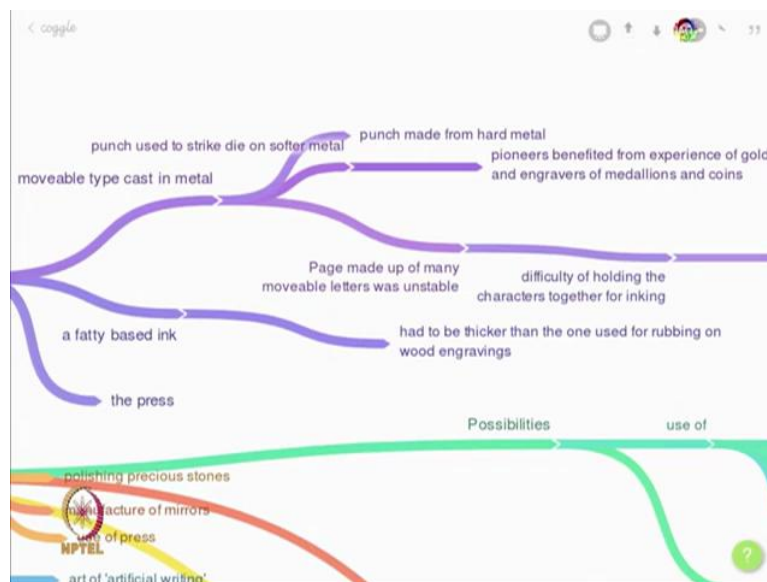 coggle
punch made from hard metal
punch used to strike die on softer metal
pioneers benefited from experience of gold
and engravers of medallions and coins
moveable type cast in metal
Page made up of many
moveable letters was unstable
difficulty of holding the
characters together for inking
a fatty based ink
had to be thicker than the one used for rubbing on
wood engravings
the press
Possibilities
use of
polishing precious stones
manufacture of mirrors
use of press
NPTEL
art of 'artificial writing'
?